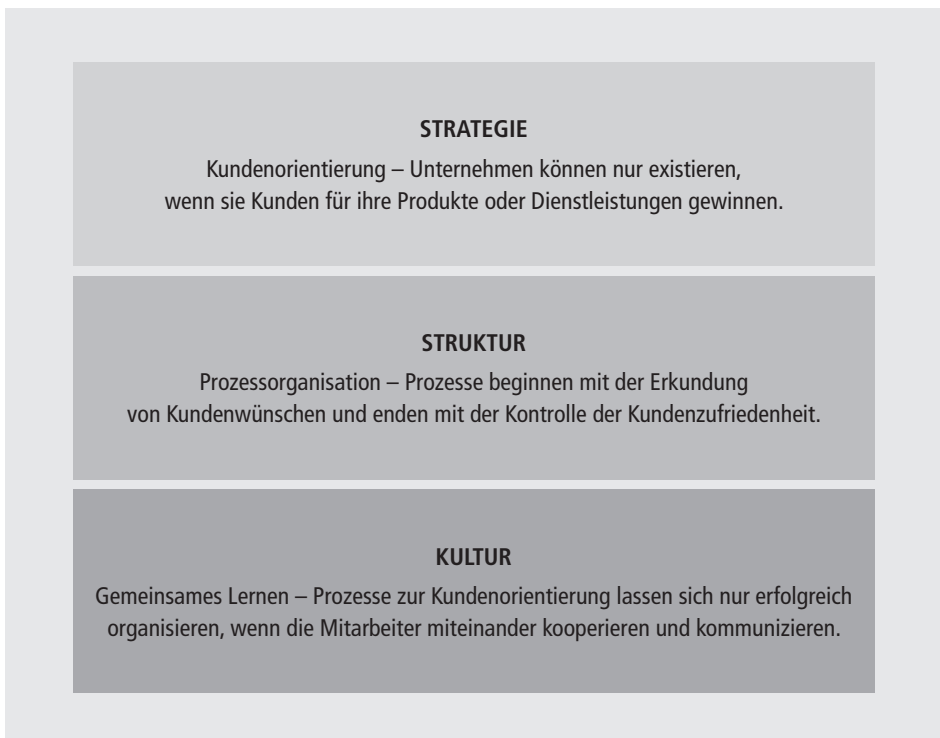 STRATEGIE
Kundenorientierung – Unternehmen können nur existieren,
wenn sie Kunden für ihre Produkte oder Dienstleistungen gewinnen.
STRUKTUR
Prozessorganisation – Prozesse beginnen mit der Erkundung
von Kundenwünschen und enden mit der Kontrolle der Kundenzufriedenheit.
KULTUR
Gemeinsames Lernen – Prozesse zur Kundenorientierung lassen sich nur erfolgreich
organisieren, wenn die Mitarbeiter miteinander kooperieren und kommunizieren.